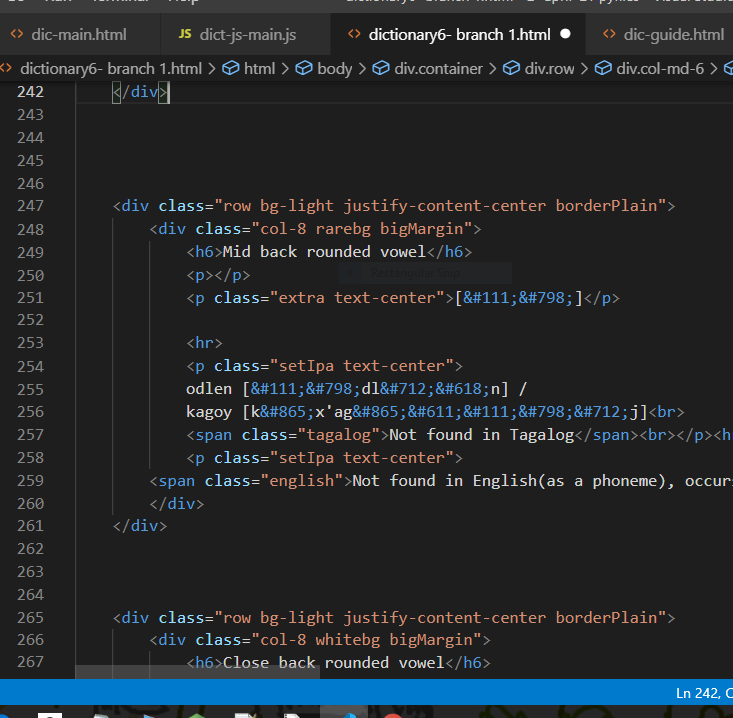 dic-main.html JS dict-js-main.js dictionary6- branch 1.html dic-guide.html
dictionary6- branch 1.html > html > body > div.container > div.row > div.col-md-6 >
242 </div>
243
244
245
246
247 <div class="row bg-light justify-content-center borderPlain">
248 <div class="col-8 rarebg bigMargin">
249 <h6>Mid back rounded vowel</h6>
250 <p></p>
251 <p class="extra text-center">[&#111;&#798;]</p>
252
253 <hr>
254 <p class="setIpa text-center">
255 odlen [&#111;&#798;dl&#712;&#618;n] /
256 kagoy [k&#865;x'ag&#865;&#611;&#111;&#798;&#712;j]<br>
257 <span class="tagalog">Not found in Tagalog</span><br></p><h
258 <p class="setIpa text-center">
259 <span class="english">Not found in English(as a phoneme), occurs
260 </div>
261 </div>
262
263
264
265 <div class="row bg-light justify-content-center borderPlain">
266 <div class="col-8 whitebg bigMargin">
267 <h6>Close back rounded vowel</h6>
Ln 242, C